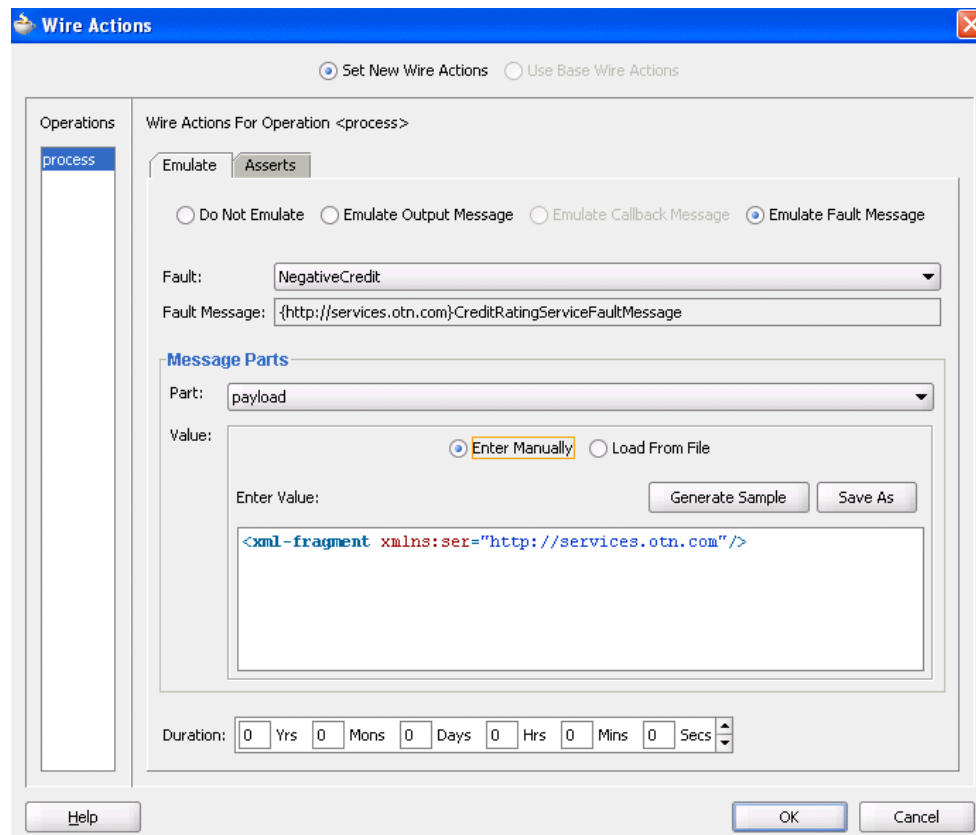 Wire Actions
Set New Wire Actions Use Base Wire Actions
Operations
process
Wire Actions For Operation <process>
Emulate Asserts
Do Not Emulate Emulate Output Message Emulate Callback Message Emulate Fault Message
Fault: NegativeCredit
Fault Message: {http://services.otn.com}CreditRatingServiceFaultMessage
Message Parts
Part: payload
Value: Enter Manually Load From File
Enter Value: Generate Sample Save As
<xml-fragment xmlns:ser="http://services.otn.com"/>
Duration: 0 Yrs 0 Mons 0 Days 0 Hrs 0 Mins 0 Secs
Help OK Cancel